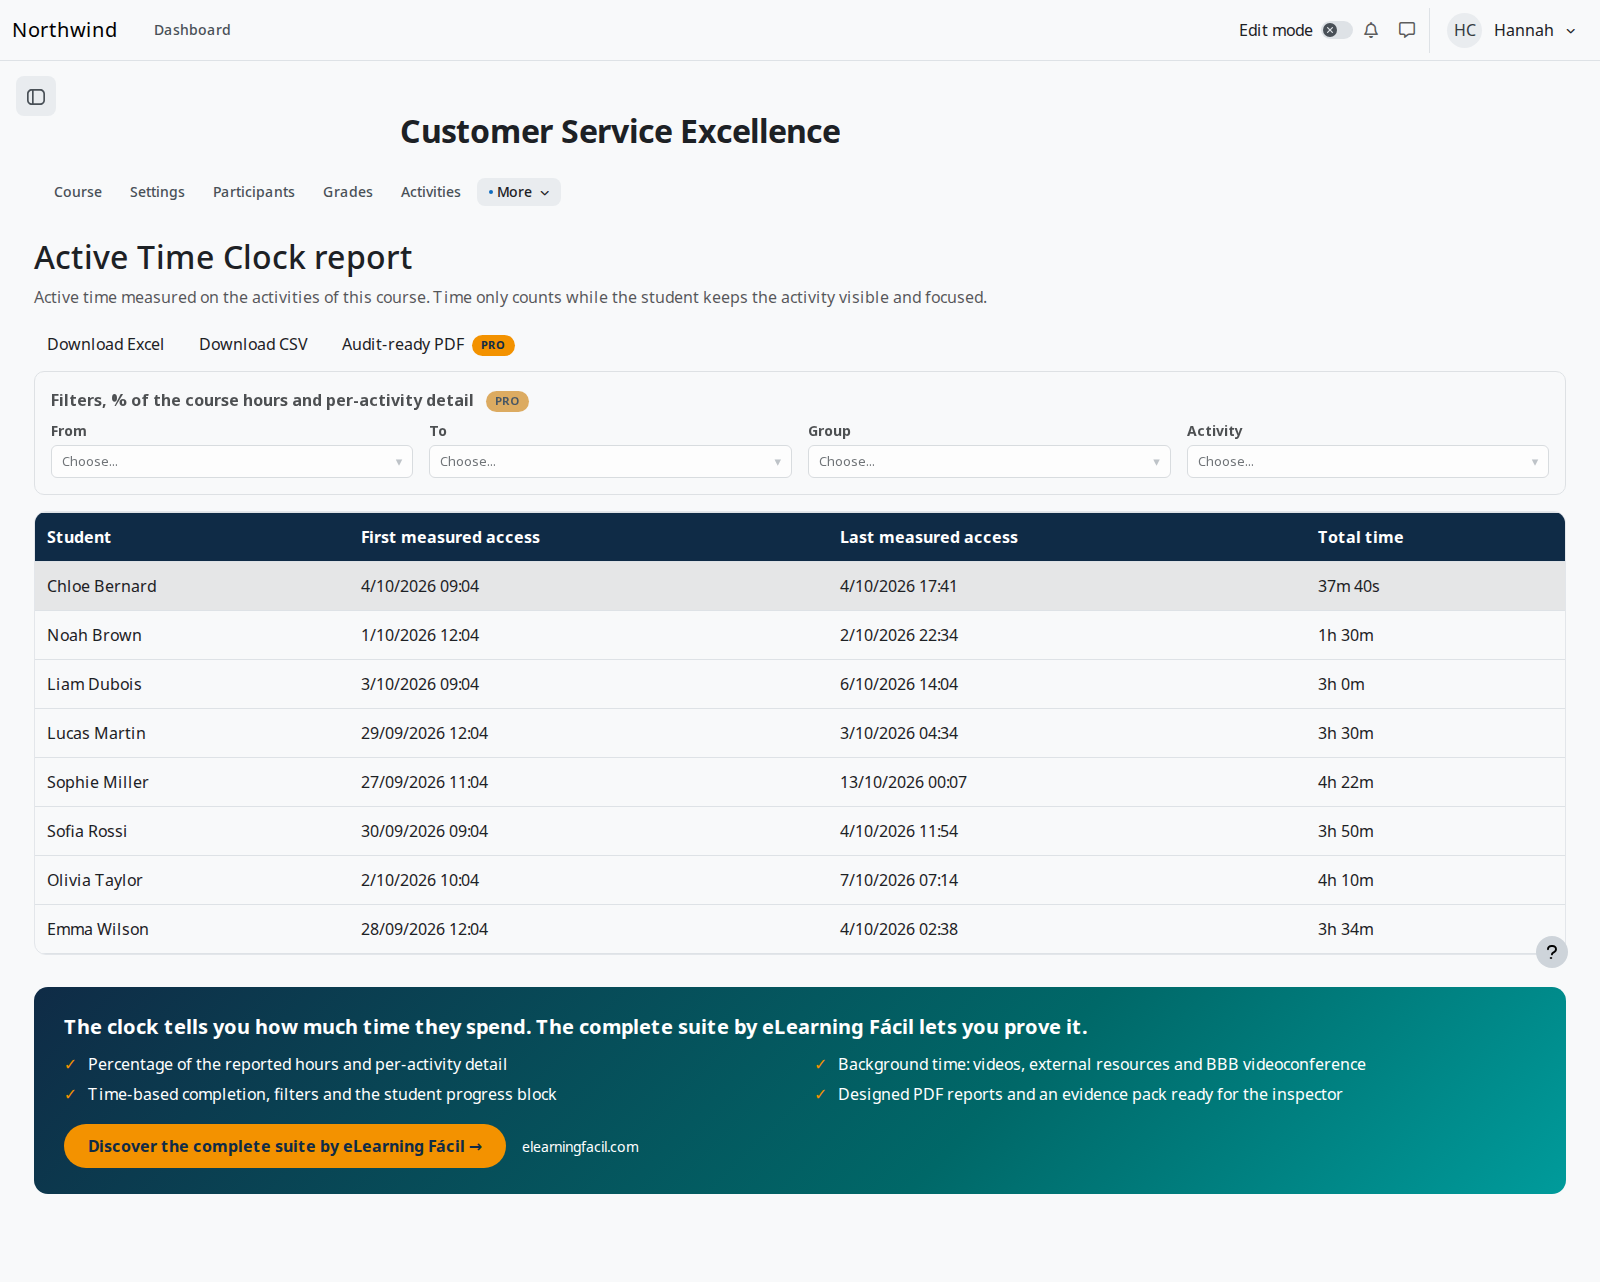 Northwind
Dashboard
Edit mode
HC
Hannah
Customer Service Excellence
Course
Settings
Participants
Grades
Activities
• More
Active Time Clock report
Active time measured on the activities of this course. Time only counts while the student keeps the activity visible and focused.
Download Excel
Download CSV
Audit-ready PDF PRO
Filters, % of the course hours and per-activity detail PRO
From
To
Group
Activity
Choose...
Choose...
Choose...
Choose...
Student First measured access Last measured access Total time
Chloe Bernard 4/10/2026 09:04 4/10/2026 17:41 37m 40s
Noah Brown 1/10/2026 12:04 2/10/2026 22:34 1h 30m
Liam Dubois 3/10/2026 09:04 6/10/2026 14:04 3h 0m
Lucas Martin 29/09/2026 12:04 3/10/2026 04:34 3h 30m
Sophie Miller 27/09/2026 11:04 13/10/2026 00:07 4h 22m
Sofia Rossi 30/09/2026 09:04 4/10/2026 11:54 3h 50m
Olivia Taylor 2/10/2026 10:04 7/10/2026 07:14 4h 10m
Emma Wilson 28/09/2026 12:04 4/10/2026 02:38 3h 34m
?
The clock tells you how much time they spend. The complete suite by eLearning Fácil lets you prove it.
✓ Percentage of the reported hours and per-activity detail
✓ Background time: videos, external resources and BBB videoconference
✓ Time-based completion, filters and the student progress block
✓ Designed PDF reports and an evidence pack ready for the inspector
Discover the complete suite by eLearning Fácil →
elearningfacil.com